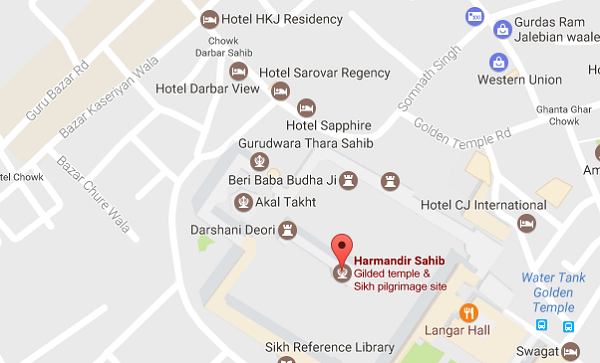 Hotel HKJ Residency
Gurdas Ram
Jalebian waale
Chowk
Darbar Sahib
Somnath Singh
Guru Bazar Rd
Bazar Kaseriyan Wala
Hotel Sarovar Regency
Western Union
Hotel Darbar View
Ghanta Ghar
Chowk
Hotel Sapphire
Golden Temple Rd
Gurudwara Thara Sahib
Bazar Chure Wala
tel Chowk
Beri Baba Budha Ji
Am
Akal Takht
Hotel CJ International
Darshani Deori
Harmandir Sahib
Gilded temple &
Sikh pilgrimage site
Water Tank
Golden
Temple
Langar Hall
Sikh Reference Library
Swagat